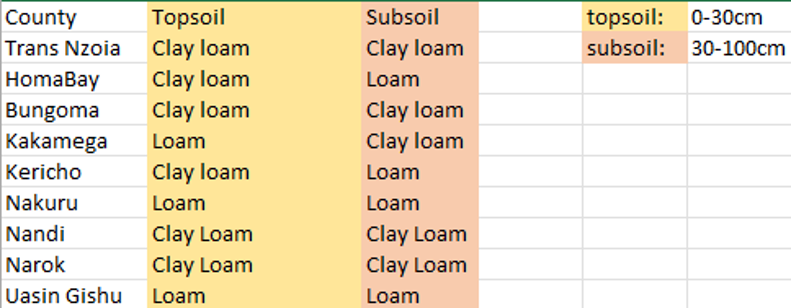 County Topsoil Subsoil topsoil: 0-30cm
Trans Nzoia Clay loam Clay loam subsoil: 30-100cm
HomaBay Clay loam Loam
Bungoma Clay loam Clay loam
Kakamega Loam Clay loam
Kericho Clay loam Loam
Nakuru Loam Loam
Nandi Clay Loam Clay Loam
Narok Clay Loam Clay Loam
Uasin Gishu Loam Loam